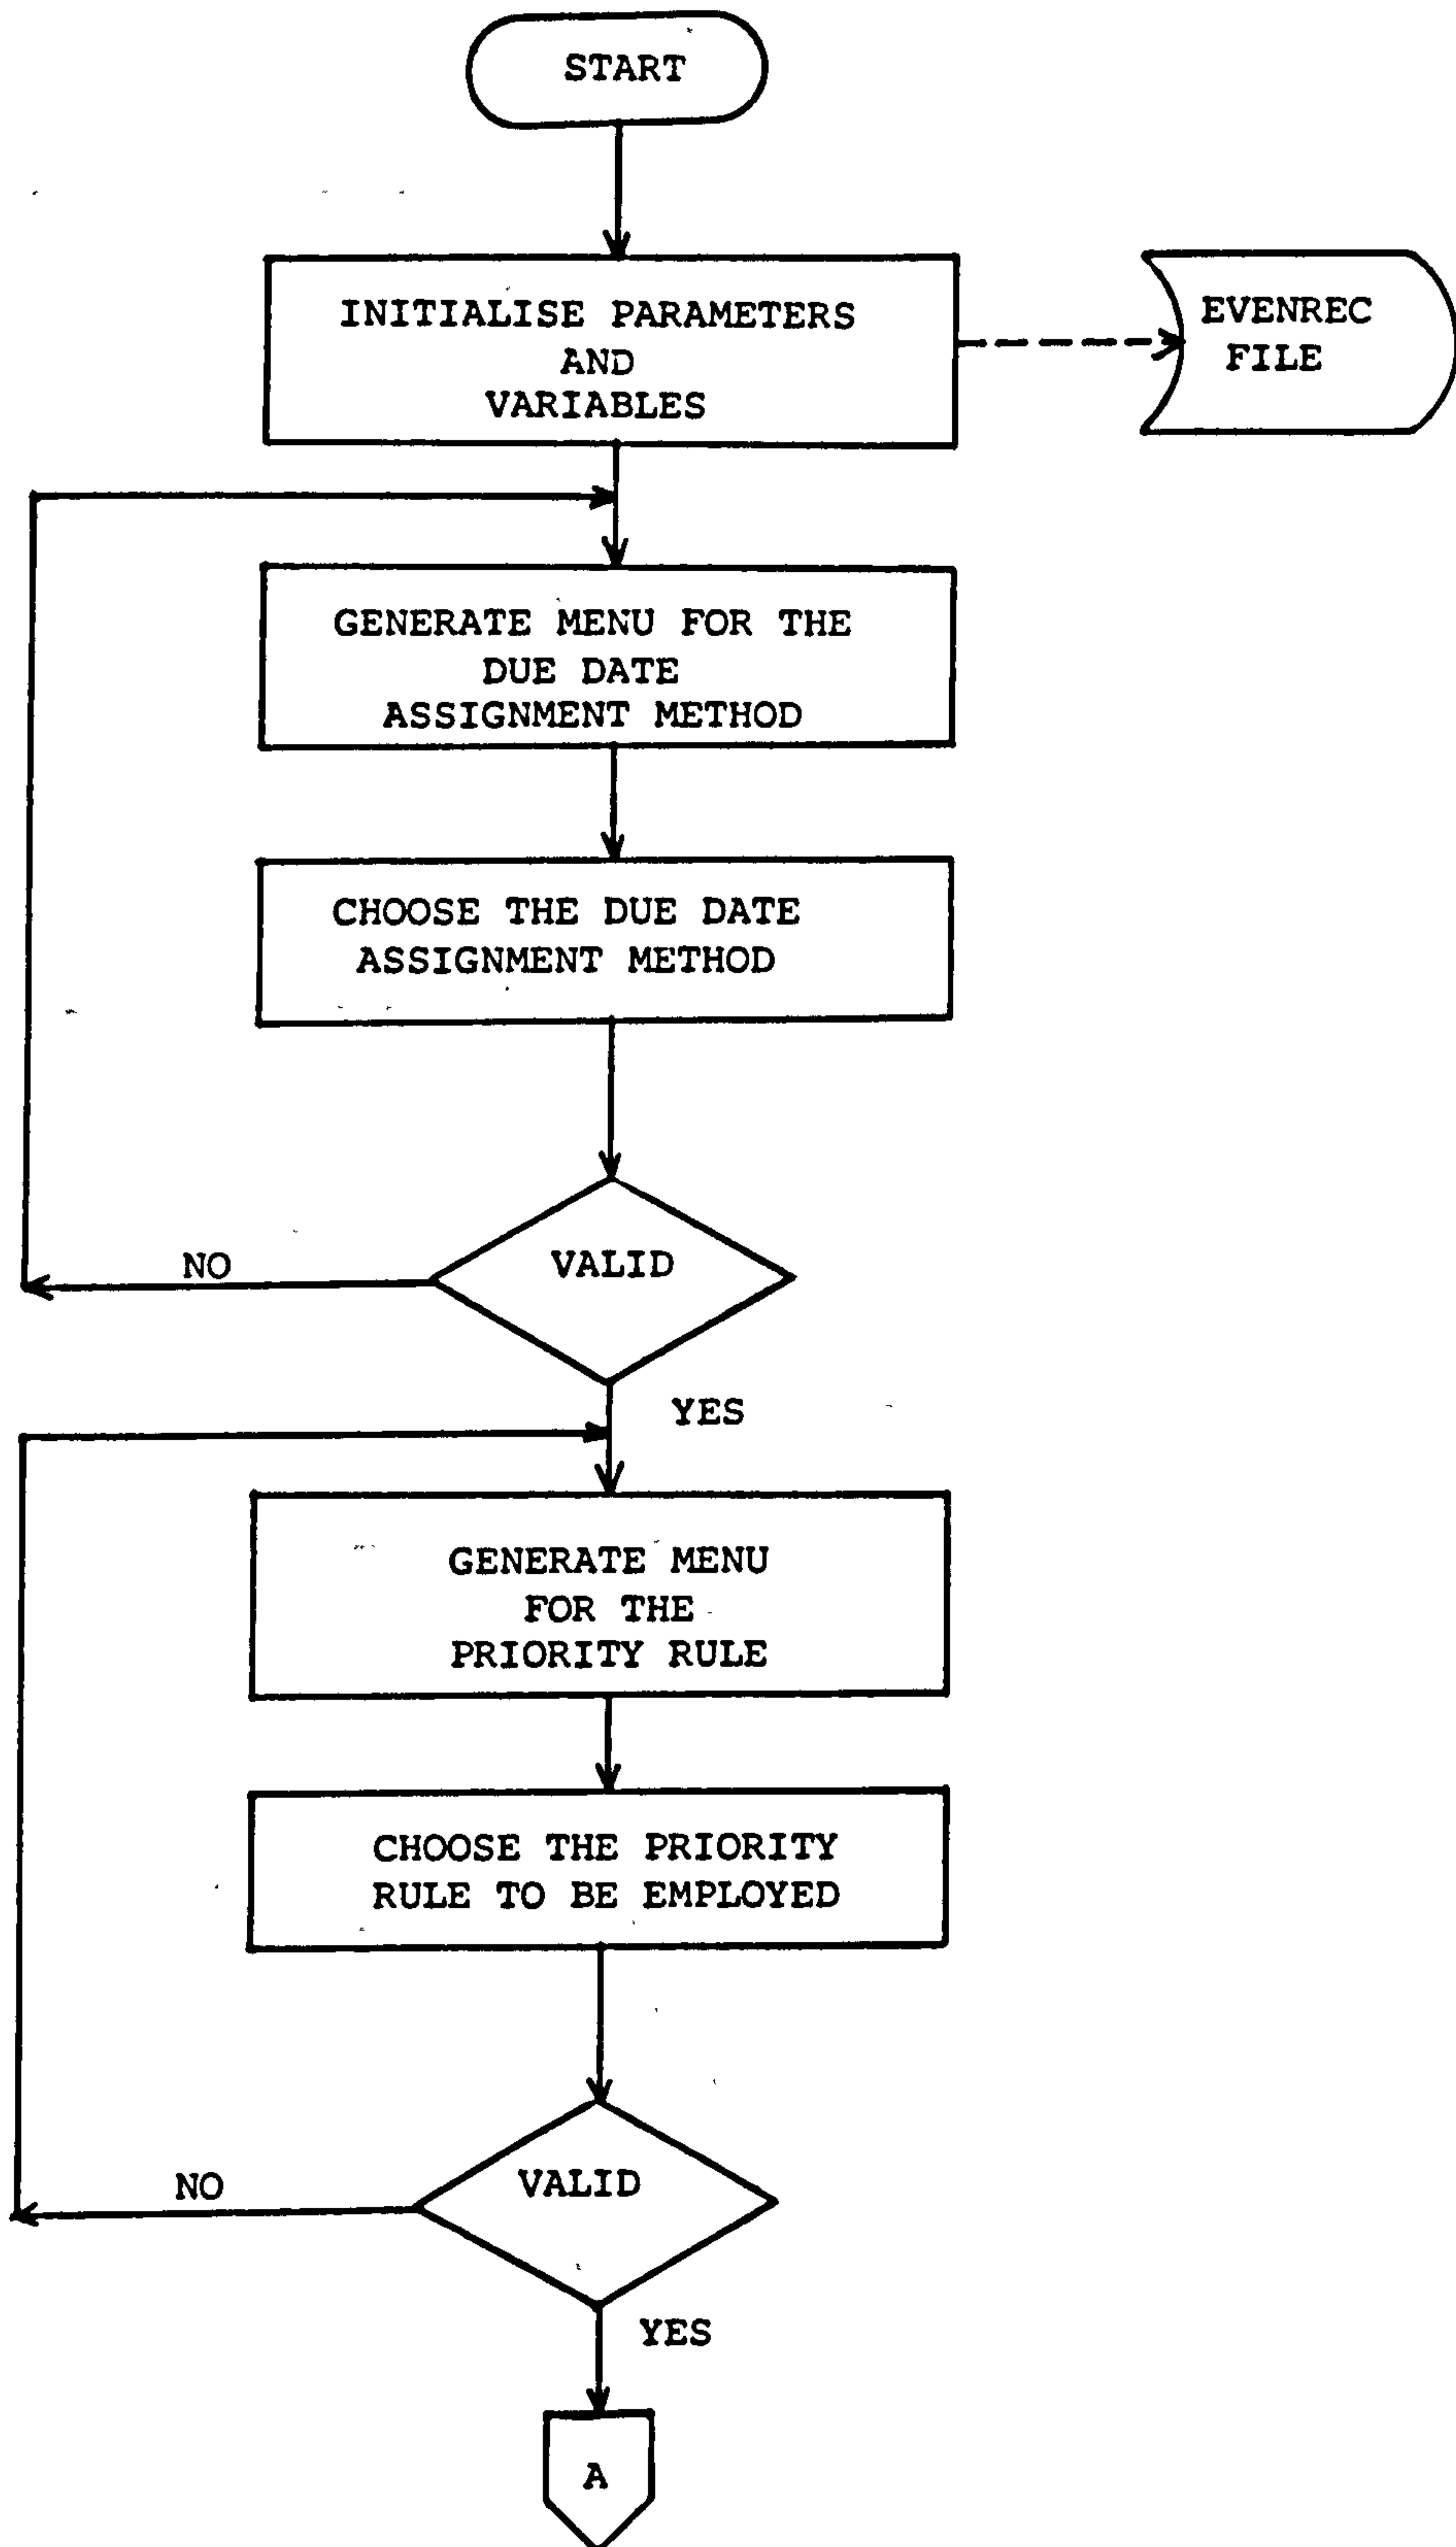 START
INITIALISE PARAMETERS
AND
VARIABLES
EVENREC
FILE
GENERATE MENU FOR THE
DUE DATE
ASSIGNMENT METHOD
CHOOSE THE DUE DATE
ASSIGNMENT METHOD
VALID
NO
YES
GENERATE MENU
FOR THE
PRIORITY RULE
CHOOSE THE PRIORITY
RULE TO BE EMPLOYED
VALID
NO
YES
A